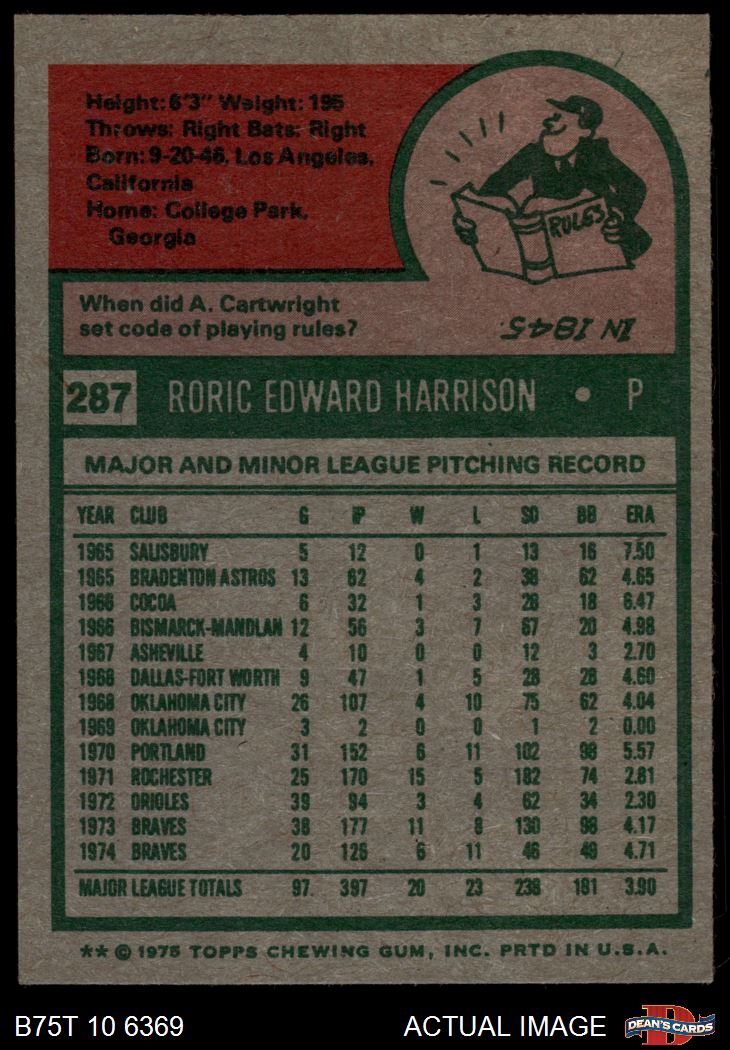 Height: 6'3" Weight: 195
Throws: Right Bats: Right
Born: 9-20-46, Los Angeles,
California
Home: College Park,
Georgia
RULES
When did A. Cartwright
set code of playing rules?
IN 1845.
287 RORIC EDWARD HARRISON • P
MAJOR AND MINOR LEAGUE PITCHING RECORD
YEAR CLUB G IP W L SO BB ERA
1965 SALISBURY 5 12 0 1 13 16 7.50
1965 BRADENTON ASTROS 13 62 4 2 38 62 4.65
1966 COCOA 6 32 1 3 26 18 6.47
1966 BISMARCK-MANDLAN 12 56 3 7 67 20 4.98
1967 ASHEVILLE 4 10 0 0 12 3 2.70
1968 DALLAS-FORT WORTH 9 47 1 5 28 28 4.60
1968 OKLAHOMA CITY 26 107 4 10 75 62 4.04
1969 OKLAHOMA CITY 3 2 0 0 1 2 0.00
1970 PORTLAND 31 152 6 11 102 98 5.57
1971 ROCHESTER 25 170 15 5 182 74 2.81
1972 ORIOLES 39 94 3 4 62 34 2.30
1973 BRAVES 38 177 11 8 130 98 4.17
1974 BRAVES 20 126 6 11 46 49 4.71
MAJOR LEAGUE TOTALS 97. 397 20 23 238 181 3.90
** © 1975 TOPPS CHEWING GUM, INC. PRTD IN U.S.A.
B75T 10 6369 ACTUAL IMAGE D DEAN'S CARDS